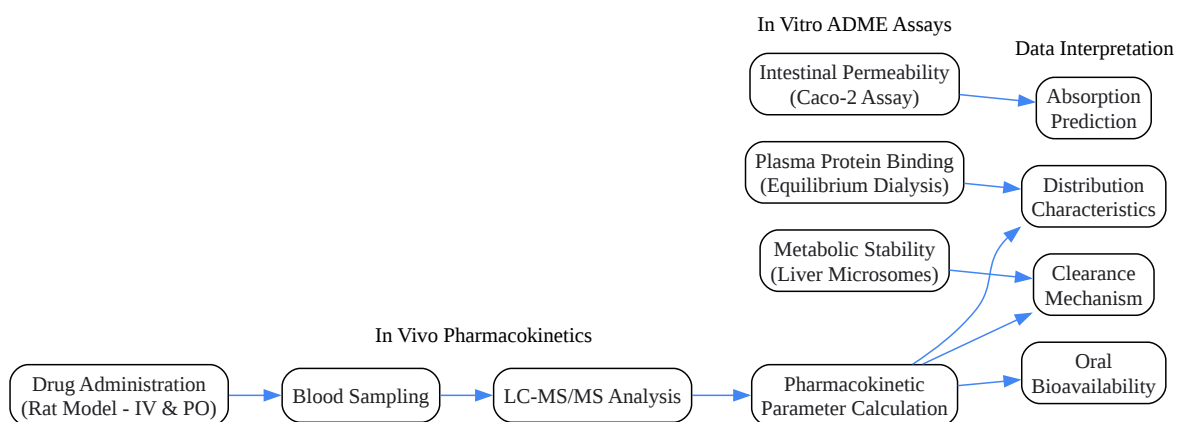 In Vitro ADME Assays
Data Interpretation
Intestinal Permeability
(Caco-2 Assay)
Absorption
Prediction
Plasma Protein Binding
(Equilibrium Dialysis)
Distribution
Characteristics
Metabolic Stability
(Liver Microsomes)
Clearance
Mechanism
In Vivo Pharmacokinetics
Drug Administration
(Rat Model - IV & PO)
Blood Sampling
LC-MS/MS Analysis
Pharmacokinetic
Parameter Calculation
Oral
Bioavailability